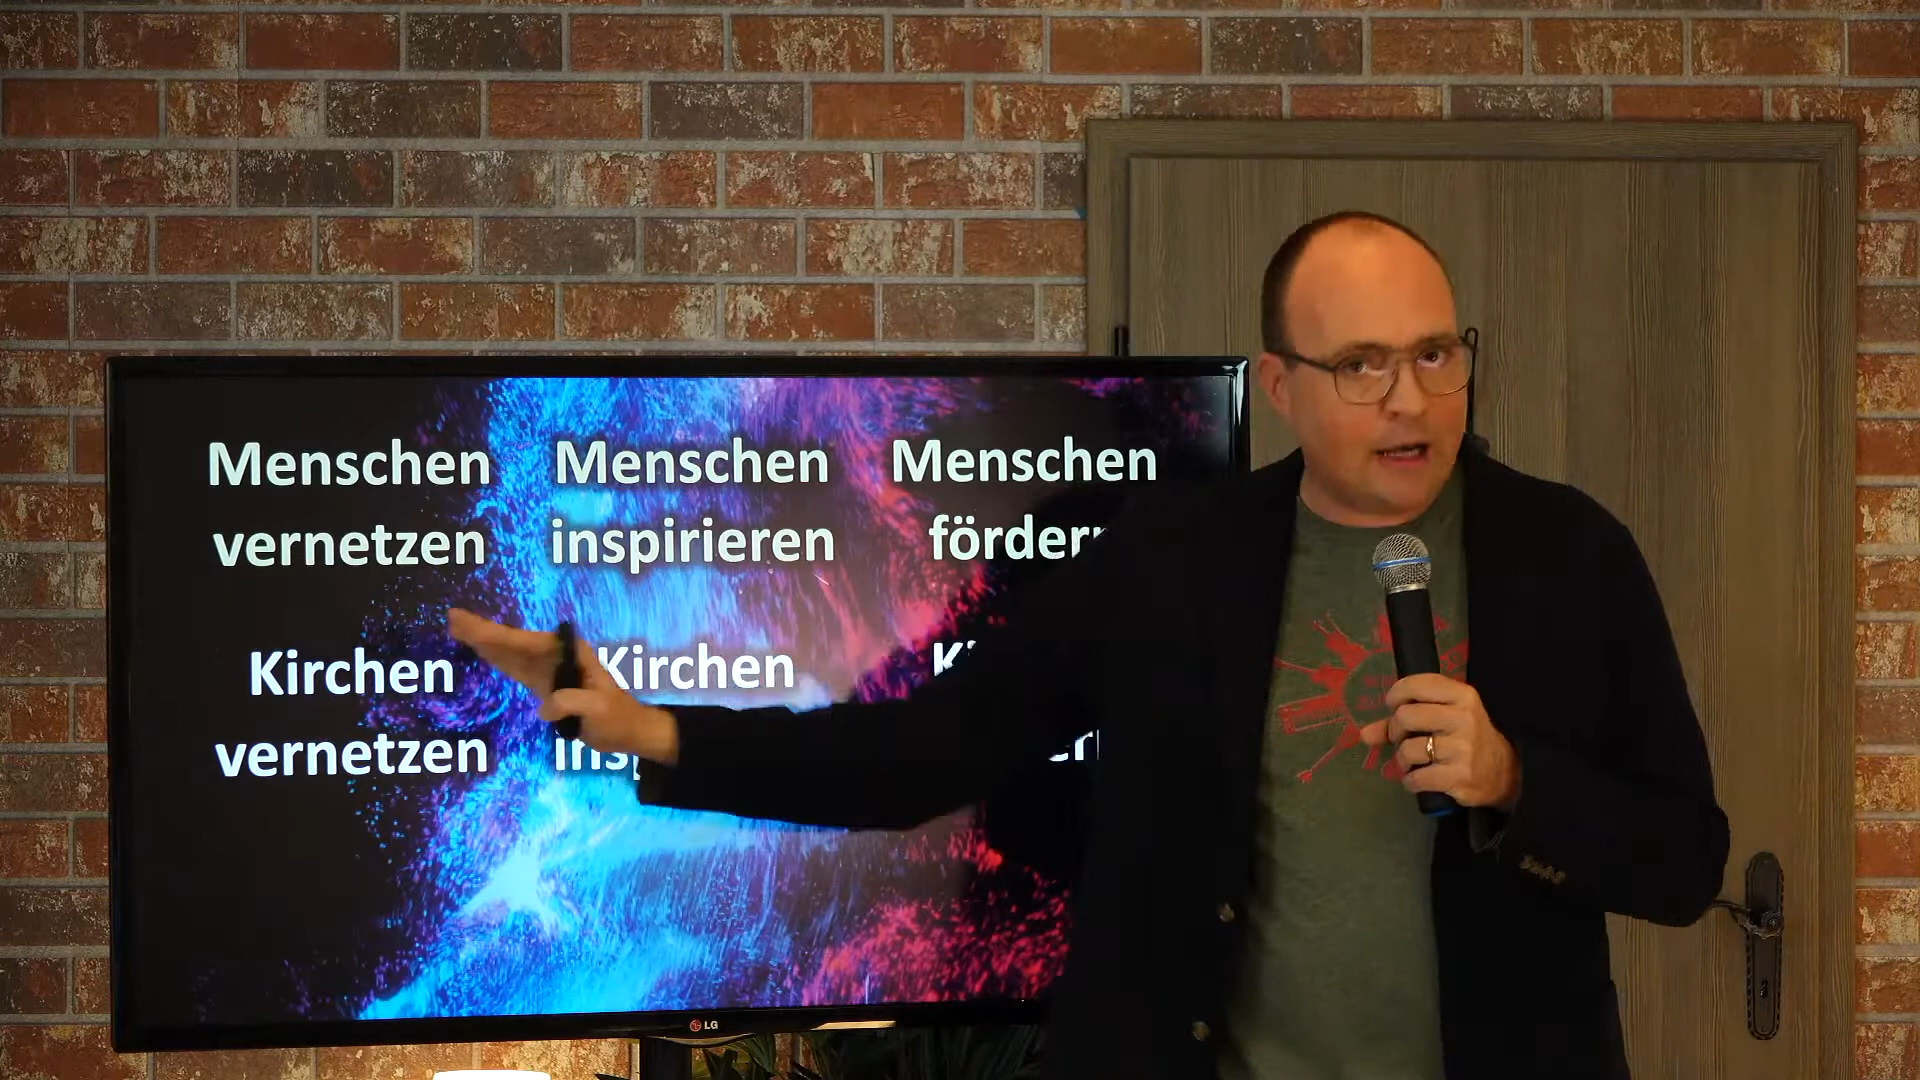 Menschen Menschen Menschen
vernetzen inspirieren
Kirchen Kirchen
vernetzen
LG